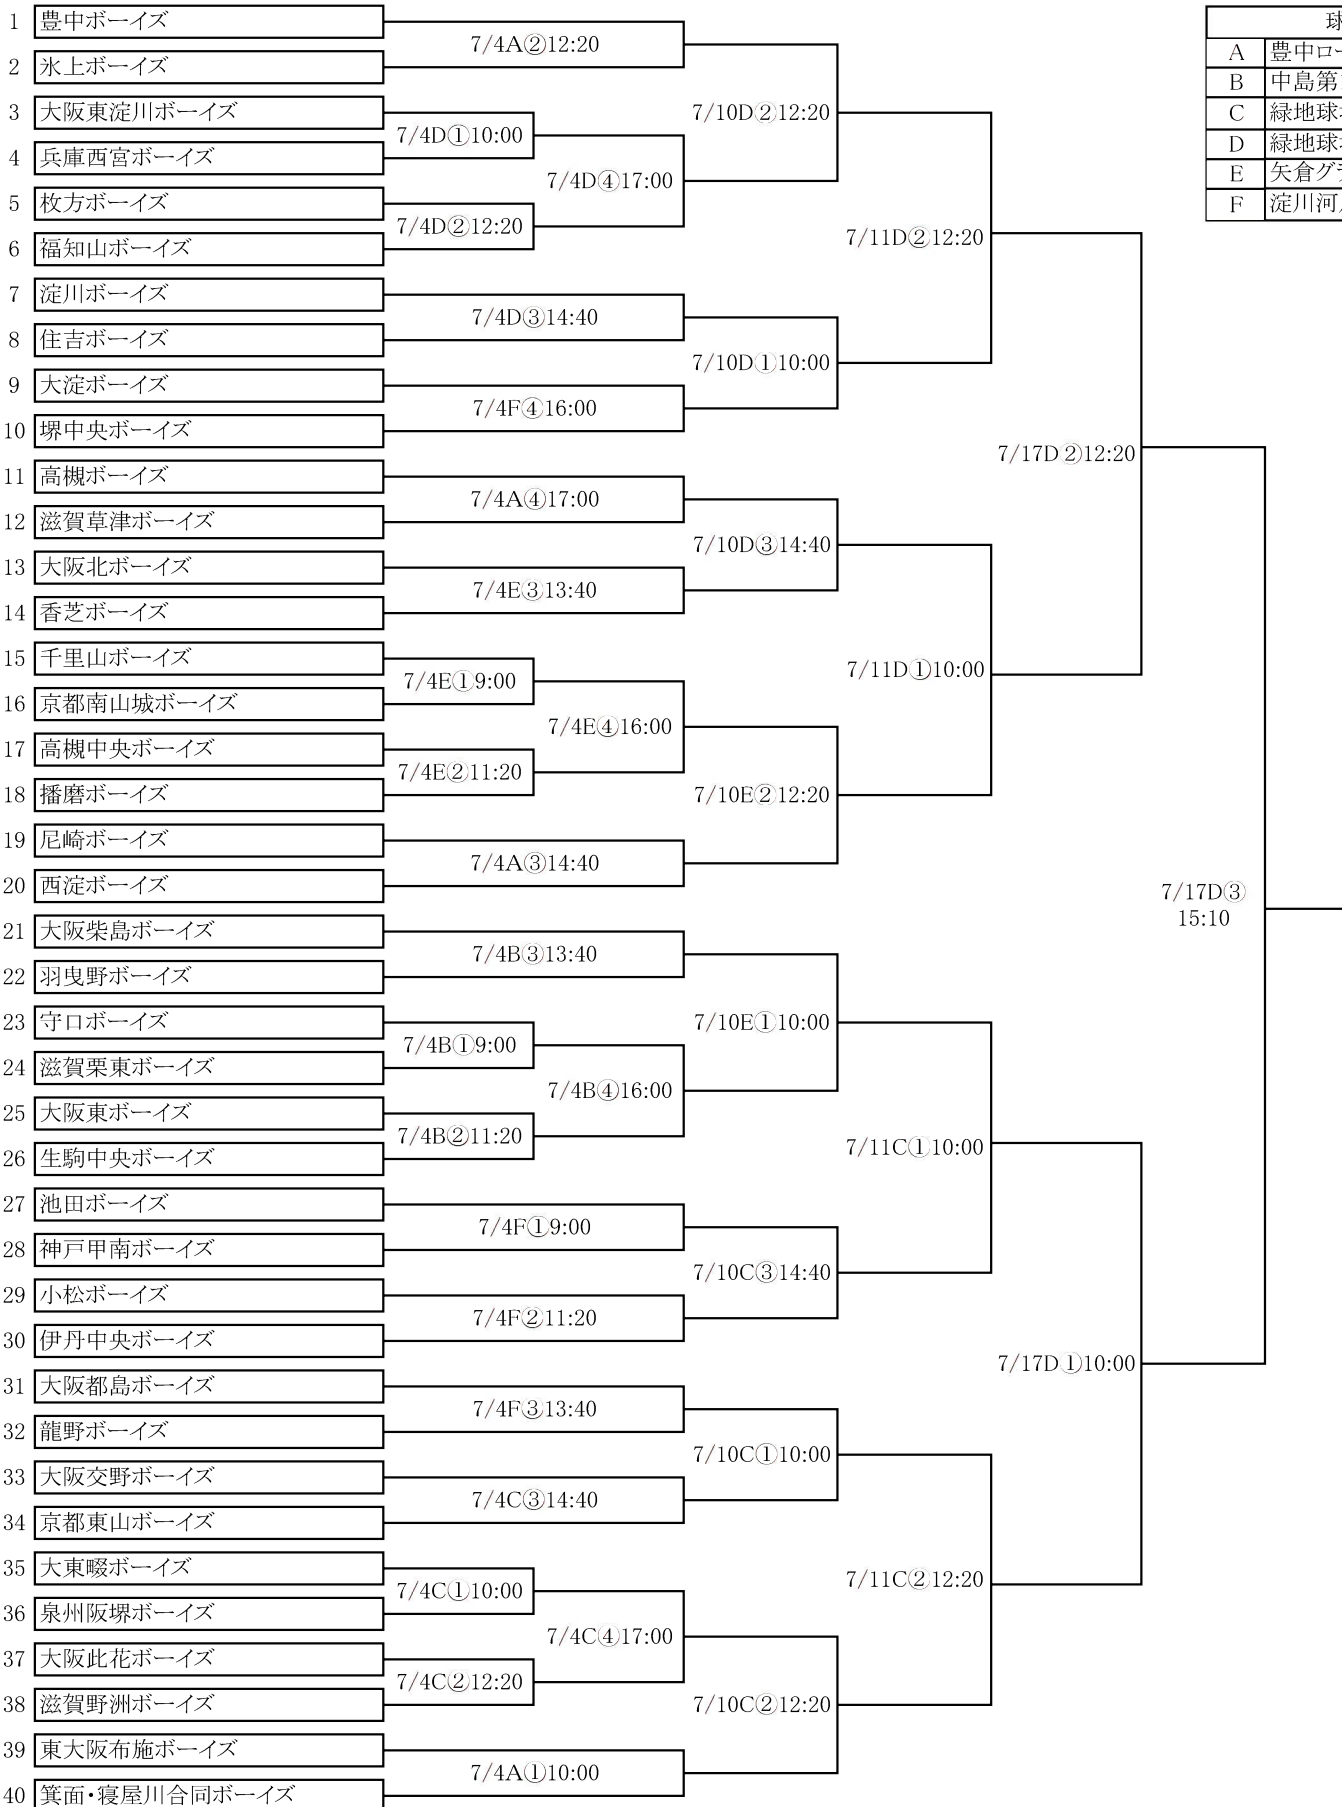 1 豊中ボーイズ
7/4A②12:20
2 氷上ボーイズ
3 大阪東淀川ボーイズ
7/4D①10:00
4 兵庫西宮ボーイズ
7/10D②12:20
7/4D④17:00
5 枚方ボーイズ
7/4D②12:20
6 福知山ボーイズ
7/11D②12:20
7 淀川ボーイズ
7/4D③14:40
8 住吉ボーイズ
7/10D①10:00
9 大淀ボーイズ
7/4F④16:00
10 堺中央ボーイズ
7/17D②12:20
11 高槻ボーイズ
7/4A④17:00
12 滋賀草津ボーイズ
7/10D③14:40
13 大阪北ボーイズ
7/4E③13:40
14 香芝ボーイズ
15 千里山ボーイズ
7/11D①10:00
7/4E①9:00
16 京都南山城ボーイズ
7/4E④16:00
17 高槻中央ボーイズ
7/4E②11:20
18 播磨ボーイズ
7/10E②12:20
19 尼崎ボーイズ
7/4A③14:40
20 西淀ボーイズ
7/17D③
15:10
21 大阪柴島ボーイズ
7/4B③13:40
22 羽曳野ボーイズ
23 守口ボーイズ
7/10E①10:00
7/4B①9:00
24 滋賀栗東ボーイズ
7/4B④16:00
25 大阪東ボーイズ
7/4B②11:20
26 生駒中央ボーイズ
7/11C①10:00
27 池田ボーイズ
7/4F①9:00
28 神戸甲南ボーイズ
7/10C③14:40
29 小松ボーイズ
7/4F②11:20
30 伊丹中央ボーイズ
7/17D①10:00
31 大阪都島ボーイズ
7/4F③13:40
32 龍野ボーイズ
7/10C①10:00
33 大阪交野ボーイズ
7/4C③14:40
34 京都東山ボーイズ
35 大東畷ボーイズ
7/11C②12:20
7/4C①10:00
36 泉州阪堺ボーイズ
7/4C④17:00
37 大阪此花ボーイズ
7/4C②12:20
38 滋賀野洲ボーイズ
7/10C②12:20
39 東大阪布施ボーイズ
7/4A①10:00
40 箕面・寝屋川合同ボーイズ
球
A 豊中ロー
B 中島第
C 緑地球
D 緑地球
E 矢倉グ
F 淀川河